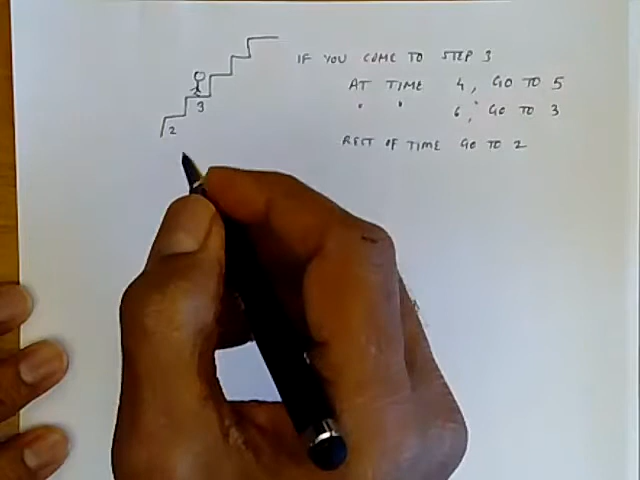 IF YOU COME TO STEP 3
AT TIME 4, GO TO 5
" " 6, GO TO 3
REST OF TIME GO TO 2
3
2